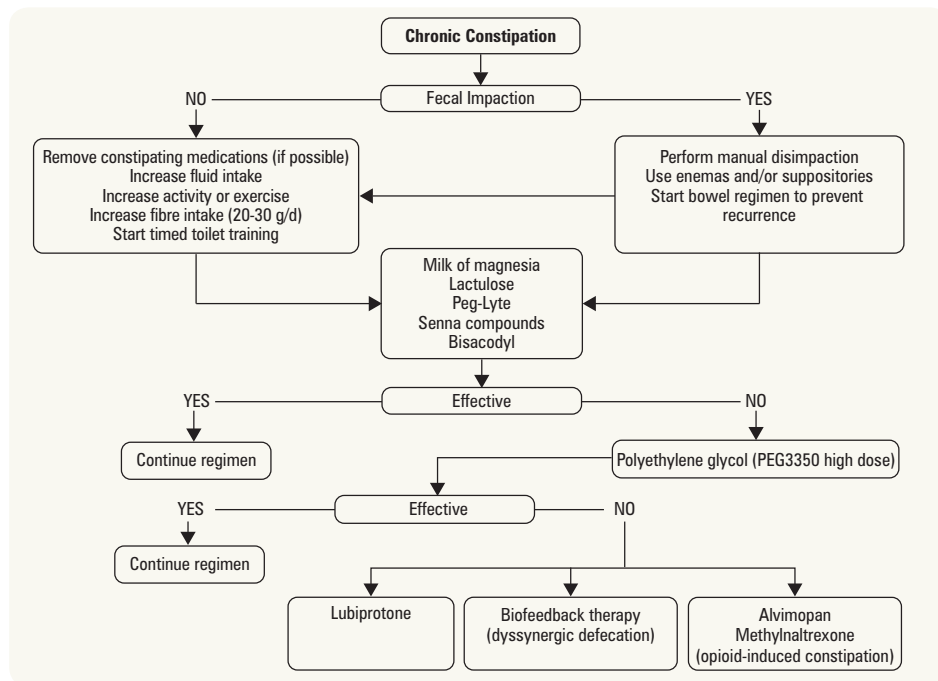 Chronic Constipation
Fecal Impaction
NO
YES
Remove constipating medications (if possible)
Increase fluid intake
Increase activity or exercise
Increase fibre intake (20-30 g/d)
Start timed toilet training
Perform manual disimpaction
Use enemas and/or suppositories
Start bowel regimen to prevent
recurrence
Milk of magnesia
Lactulose
Peg-Lyte
Senna compounds
Bisacodyl
Effective
YES
NO
Continue regimen
Polyethylene glycol (PEG3350 high dose)
Effective
YES
NO
Continue regimen
Lubiprotone
Biofeedback therapy
(dyssynergic defecation)
Alvimopan
Methylnaltrexone
(opioid-induced constipation)